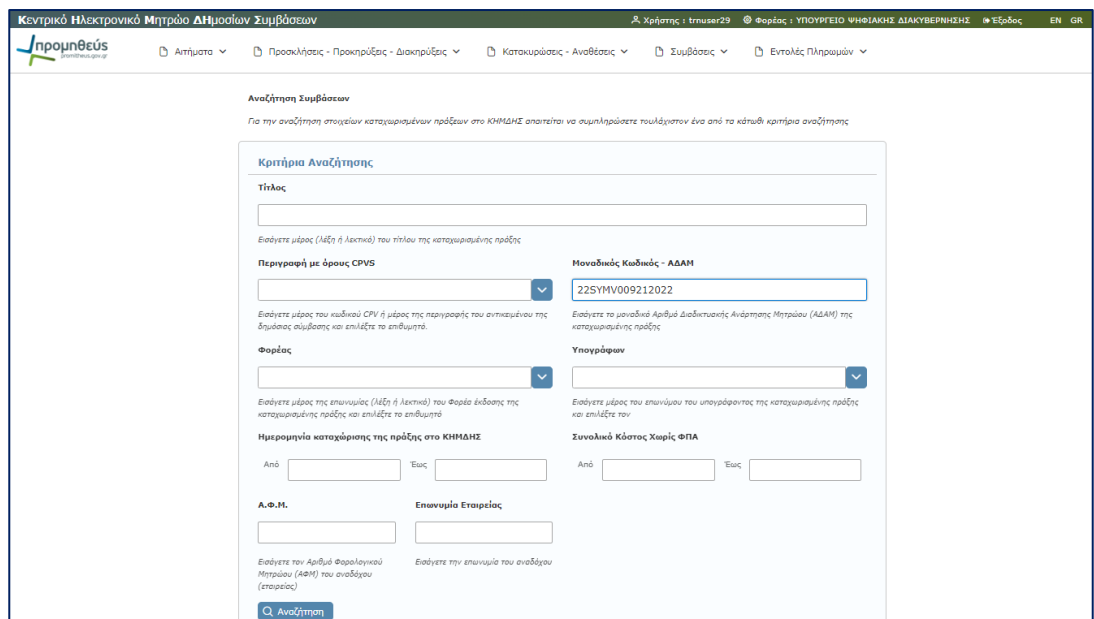 Κεντρικό Ηλεκτρονικό Μητρώο ΔΗμοσίων Συμβάσεων
Χρήστης : trnuser29
Φορέας : ΥΠΟΥΡΓΕΙΟ ΨΗΦΙΑΚΗΣ ΔΙΑΚΥΒΕΡΝΗΣΗΣ
Έξοδος
EN GR
προμηθεύς
promitheus.gov.gr
Αιτήματα
Προσκλήσεις - Προκηρύξεις - Διακηρύξεις
Κατακυρώσεις - Αναθέσεις
Συμβάσεις
Εντολές Πληρωμών
Αναζήτηση Συμβάσεων
Για την αναζήτηση στοιχείων καταχωρισμένων πράξεων στο ΚΗΜΔΗΣ απαιτείται να συμπληρώσετε τουλάχιστον ένα από τα κάτωθι κριτήρια αναζήτησης
Κριτήρια Αναζήτησης
Τίτλος
Εισάγετε μέρος (λέξη ή λεκτικό) του τίτλου της καταχωρισμένης πράξης
Περιγραφή με όρους CPVS
Εισάγετε μέρος του κωδικού CPV ή μέρος της περιγραφής του αντικειμένου της
δημόσιας σύμβασης και επιλέξτε το επιθυμητό.
Μοναδικός Κωδικός - ΑΔΑΜ
22SYMV009212022
Εισάγετε το μοναδικό Αριθμό Διαδικτυακής Ανάρτησης Μητρώου (ΑΔΑΜ) της
καταχωρισμένης πράξης
Φορέας
Εισάγετε μέρος της επωνυμίας (λέξη ή λεκτικό) του Φορέα έκδοσης της
καταχωρισμένης πράξης και επιλέξτε το επιθυμητό
Υπογράφων
Εισάγετε μέρος του επωνύμου του υπογράφοντος της καταχωρισμένης πράξης
και επιλέξτε τον
Ημερομηνία καταχώρισης της πράξης στο ΚΗΜΔΗΣ
Από
Έως
Συνολικό Κόστος Χωρίς ΦΠΑ
Από
Έως
Α.Φ.Μ.
Εισάγετε τον Αριθμό Φορολογικού
Μητρώου (ΑΦΜ) του αναδόχου
(εταιρείας)
Επωνυμία Εταιρείας
Εισάγετε την επωνυμία του αναδόχου
Αναζήτηση